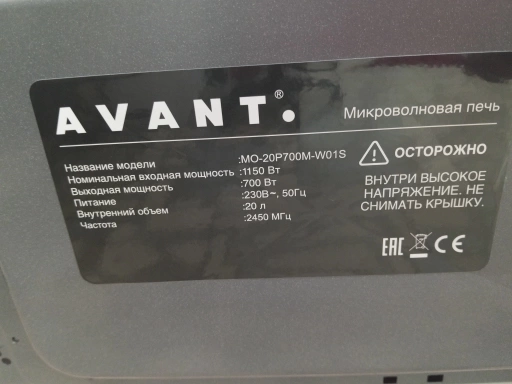 AVANT®
Микроволновая печь
Название модели :MO-20P700M-W01S
Номинальная входная мощность :1150 Вт
Выходная мощность :700 Вт
Питание :230В~, 50Гц
Внутренний объем :20 л
Частота :2450 МГц
ОСТОРОЖНО
ВНУТРИ ВЫСОКОЕ
НАПРЯЖЕНИЕ. НЕ
СНИМАТЬ КРЫШКУ.
EAC CE